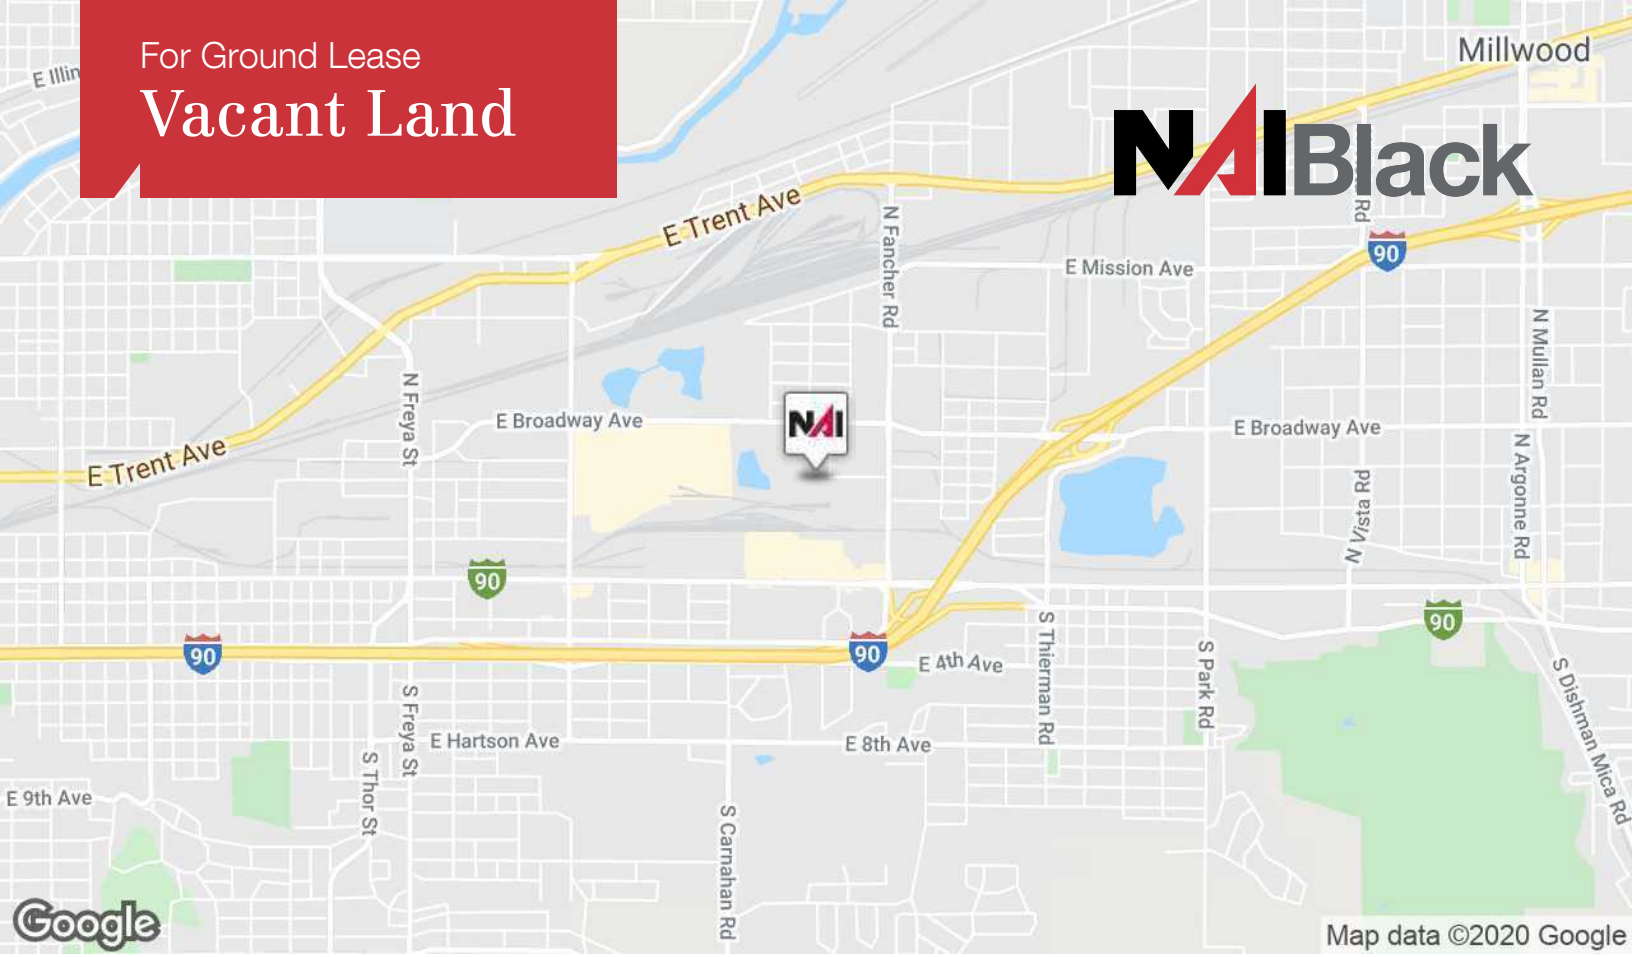 For Ground Lease
Vacant Land
E Illin
Millwood
NAIBlack
Rd
E Trent Ave
N Fancher Rd
E Mission Ave
90
N Mullan Rd
N Freya St
E Broadway Ave
NAI
E Broadway Ave
E Trent Ave
N Argonne Rd
N Vista Rd
90
90
90
90
E 4th Ave
S Thierman Rd
S Park Rd
S Dishman Mica Rd
S Freya St
E Hartson Ave
E 8th Ave
S Thor St
E 9th Ave
S Carnahan Rd
Google
Map data ©2020 Google